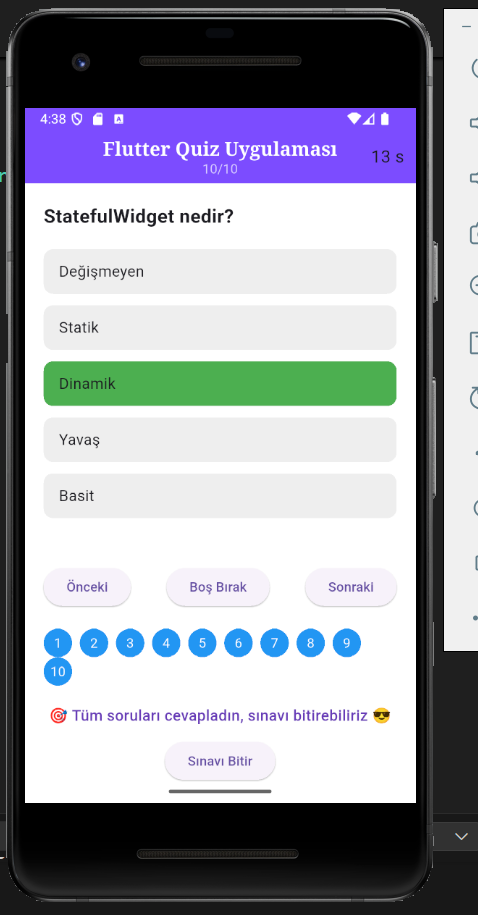 4:38
Flutter Quiz Uygulaması
10/10
13 s
StatefulWidget nedir?
Değişmeyen
Statik
Dinamik
Yavaş
Basit
Önceki Boş Bırak Sonraki
1 2 3 4 5 6 7 8 9
10
🎯 Tüm soruları cevapladın, sınavı bitirebiliriz 😎
Sınavı Bitir